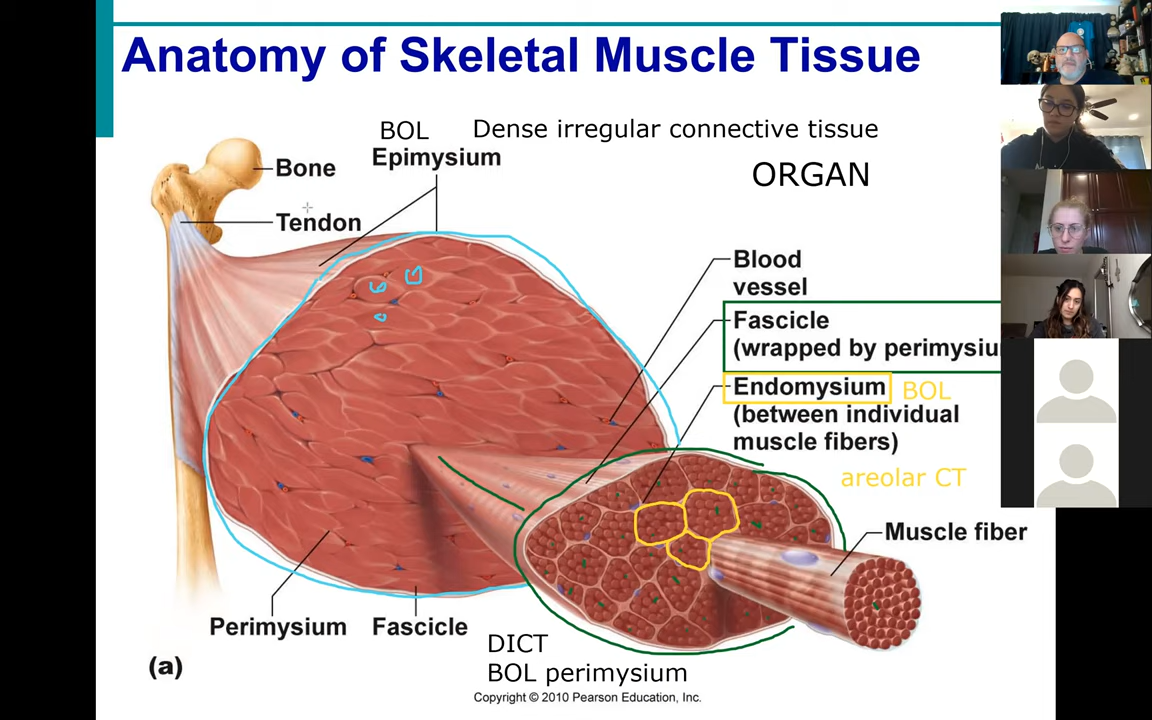 Anatomy of Skeletal Muscle Tissue
BOL
Dense irregular connective tissue
Epimysium
ORGAN
Bone
Tendon
Blood
vessel
Fascicle
(wrapped by perimysiu
Endomysium
BOL
(between individual
muscle fibers)
areolar CT
Muscle fiber
Perimysium
Fascicle
DICT
BOL perimysium
(a)
Copyright © 2010 Pearson Education, Inc.